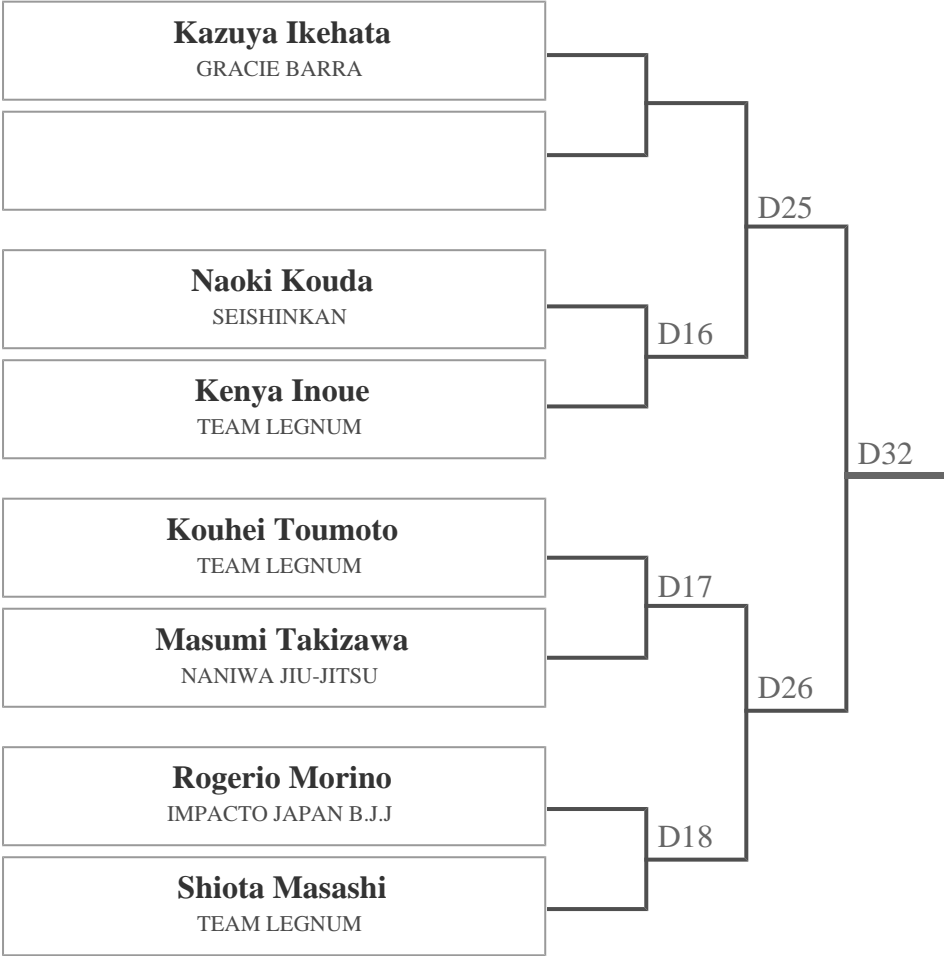 Kazuya Ikehata
GRACIE BARRA
D25
Naoki Kouda
SEISHINKAN
D16
Kenya Inoue
TEAM LEGNUM
D32
Kouhei Toumoto
TEAM LEGNUM
D17
Masumi Takizawa
NANIWA JIU-JITSU
D26
Rogerio Morino
IMPACTO JAPAN B.J.J
D18
Shiota Masashi
TEAM LEGNUM